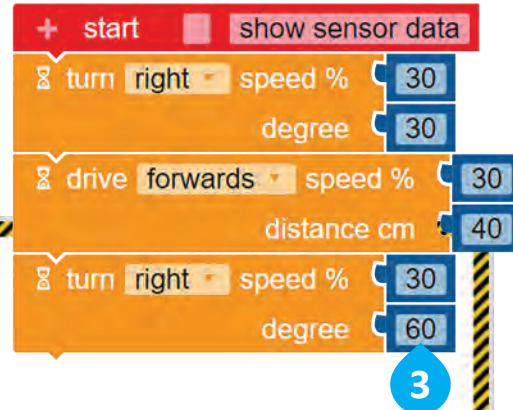 + start show sensor data
turn right speed % 30
degree 30
drive forwards speed % 30
distance cm 40
turn right speed % 30
degree 60
3